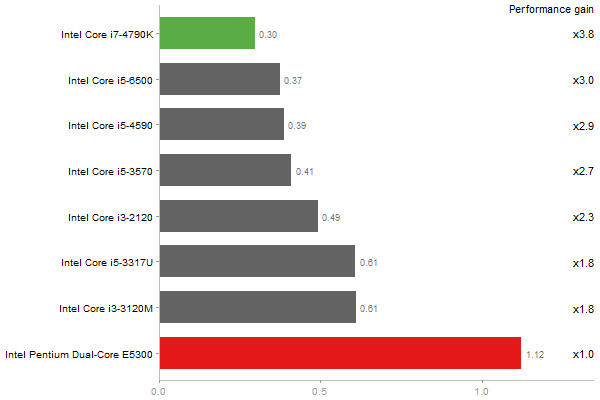 Performance gain
Intel Core i7-4790K 0.30 x3.8
Intel Core i5-6500 0.37 x3.0
Intel Core i5-4590 0.39 x2.9
Intel Core i5-3570 0.41 x2.7
Intel Core i3-2120 0.49 x2.3
Intel Core i5-3317U 0.61 x1.8
Intel Core i3-3120M 0.61 x1.8
Intel Pentium Dual-Core E5300 1.12 x1.0
0.0 0.5 1.0